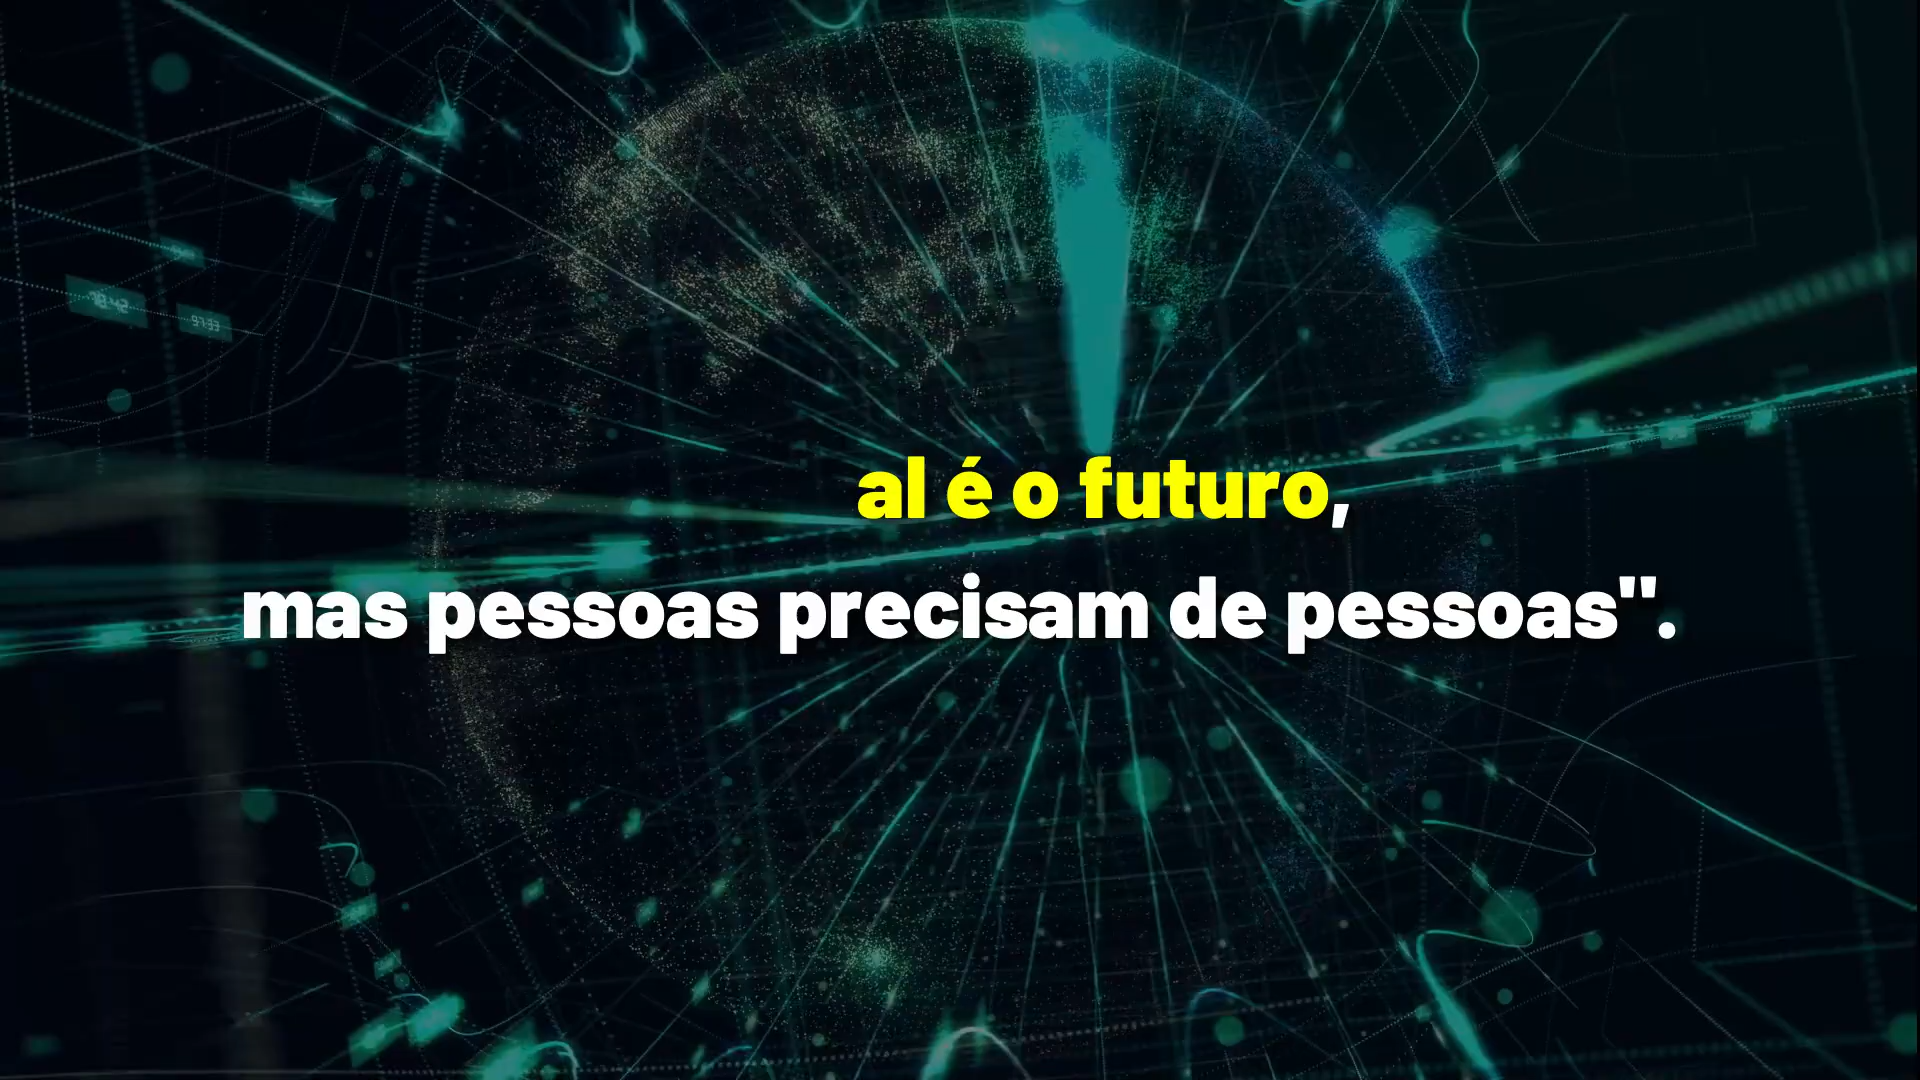 al é o futuro,
mas pessoas precisam de pessoas".